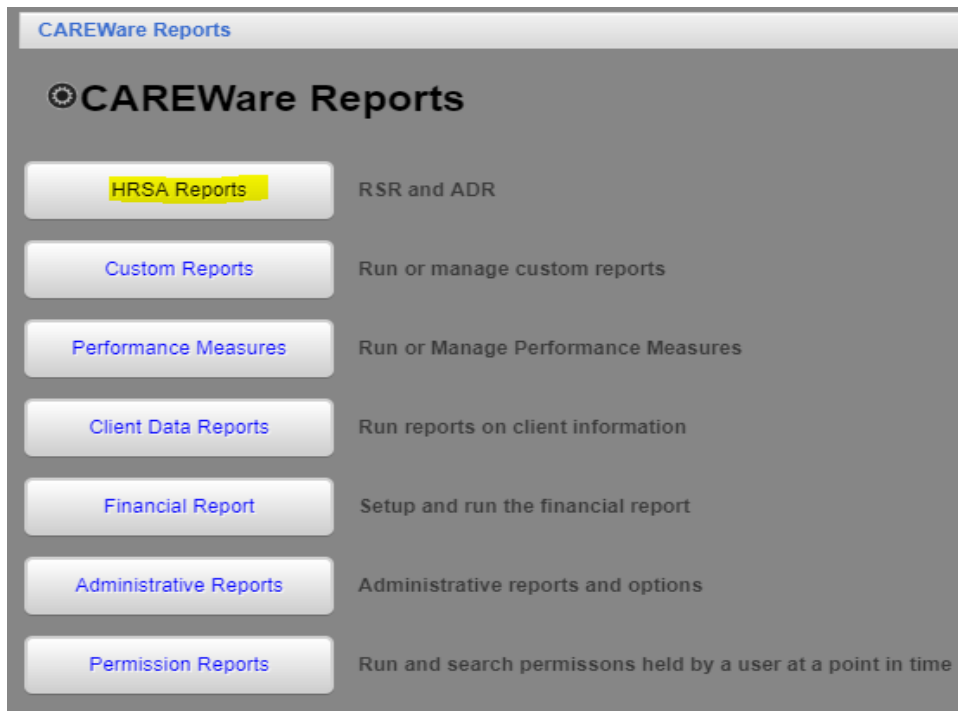 CAREWare Reports
CAREWare Reports
HRSA Reports RSR and ADR
Custom Reports Run or manage custom reports
Performance Measures Run or Manage Performance Measures
Client Data Reports Run reports on client information
Financial Report Setup and run the financial report
Administrative Reports Administrative reports and options
Permission Reports Run and search permissons held by a user at a point in time